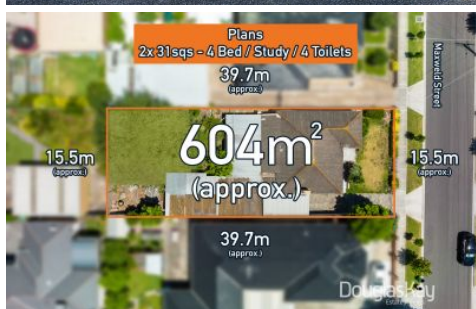 Plans
2x 31sqs - 4 Bed / Study / 4 Toilets
39.7m
(approx.)
Maxweld Street
604m²
(approx.)
15.5m
(approx.)
15.5m
(approx.)
39.7m
(approx.)
DouglasKay